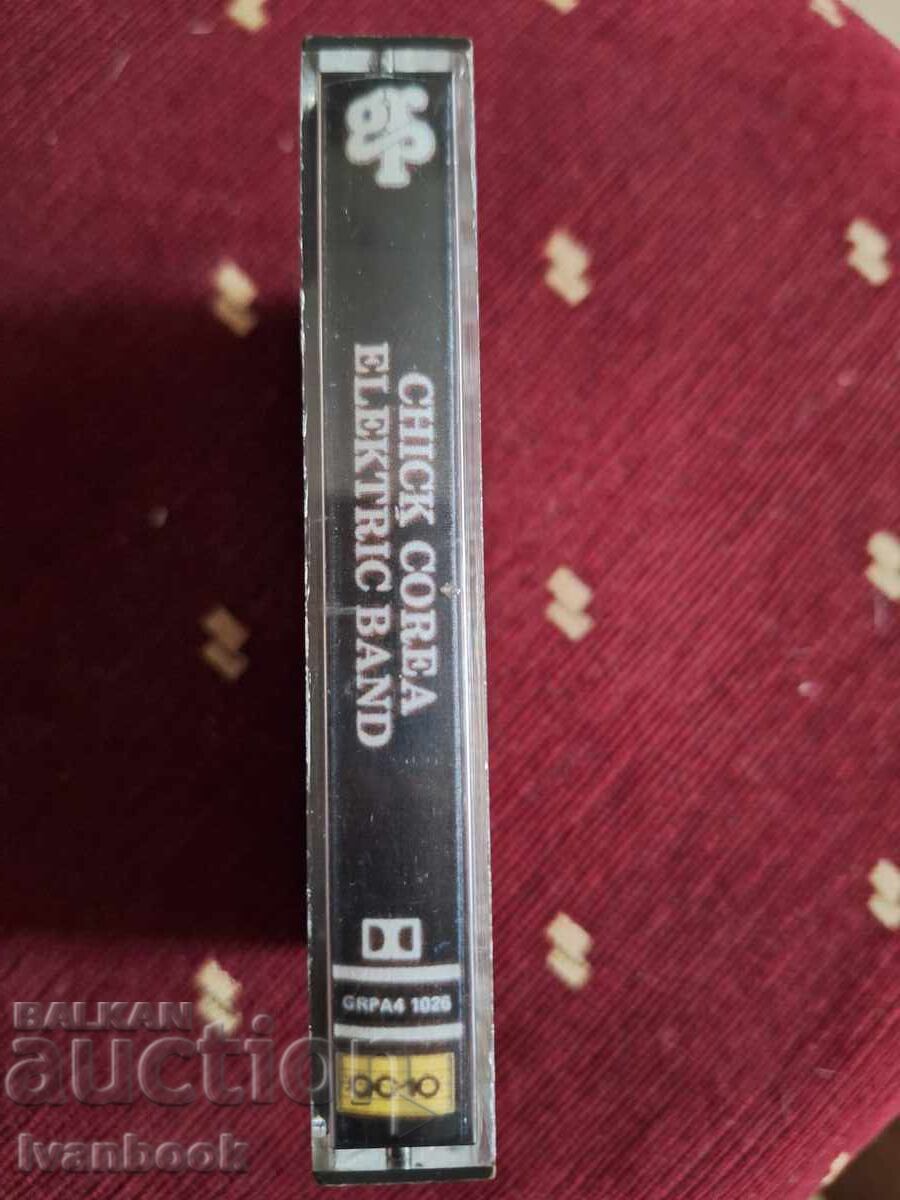 grp
CHICK COREA
ELEKTRIC BAND
GRPA4 1026
BALKAN
auction
Ivanbook